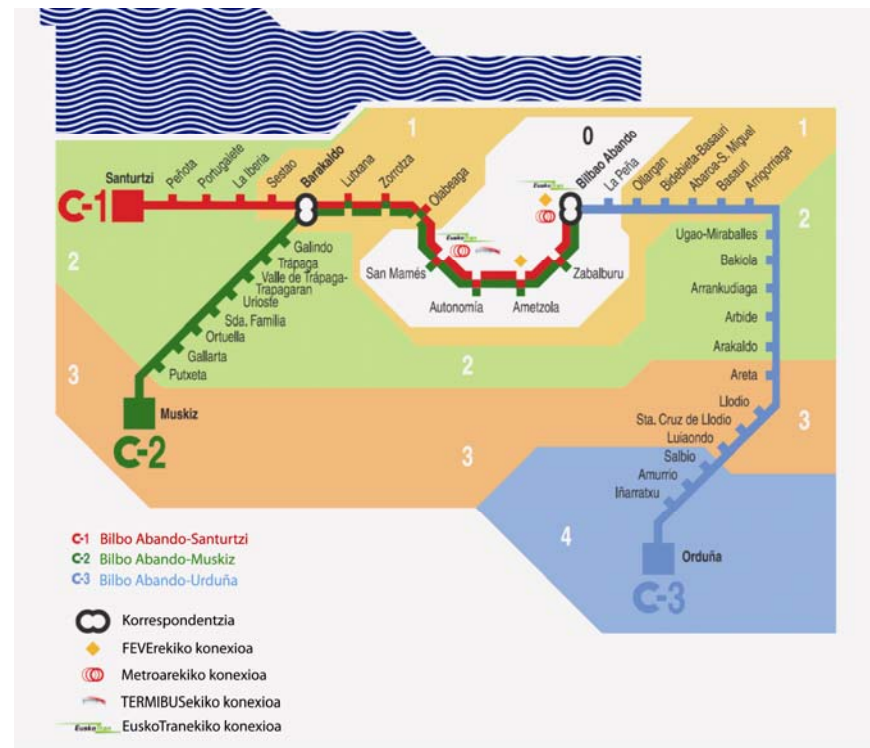 1
0
1
Santurtzi
Peñota
Portugalete
La Iberia
Sestao
Barakaldo
Lutxana
Zorrotza
Olabeaga
Bilbao Abando
La Peña
Ollargan
Bidebieta-Basauri
Abarca-S. Miguel
Basauri
Arrigorriaga
C-1
2
Galindo
Trápaga
Valle de Trápaga-
Trapagaran
Urioste
Sda. Familia
Ortuella
Gallarta
Putxeta
San Mamés
Autonomía
Ametzola
Zabalburu
Ugao-Miraballes
2
Bakiola
Arrankudiaga
Arbide
Arakaldo
Areta
3
2
Muskiz
C-2
3
Llodio
Sta. Cruz de Llodio
3
Luiaondo
Salbio
Amurrio
Iñarratxu
4
Orduña
C-3
C-1 Bilbo Abando-Santurtzi
C-2 Bilbo Abando-Muskiz
C-3 Bilbo Abando-Urduña
Korrespondentzia
FEVErekiko konexioa
Metroarekiko konexioa
TERMIBUSekiko konexioa
EuskoTranekiko konexioa